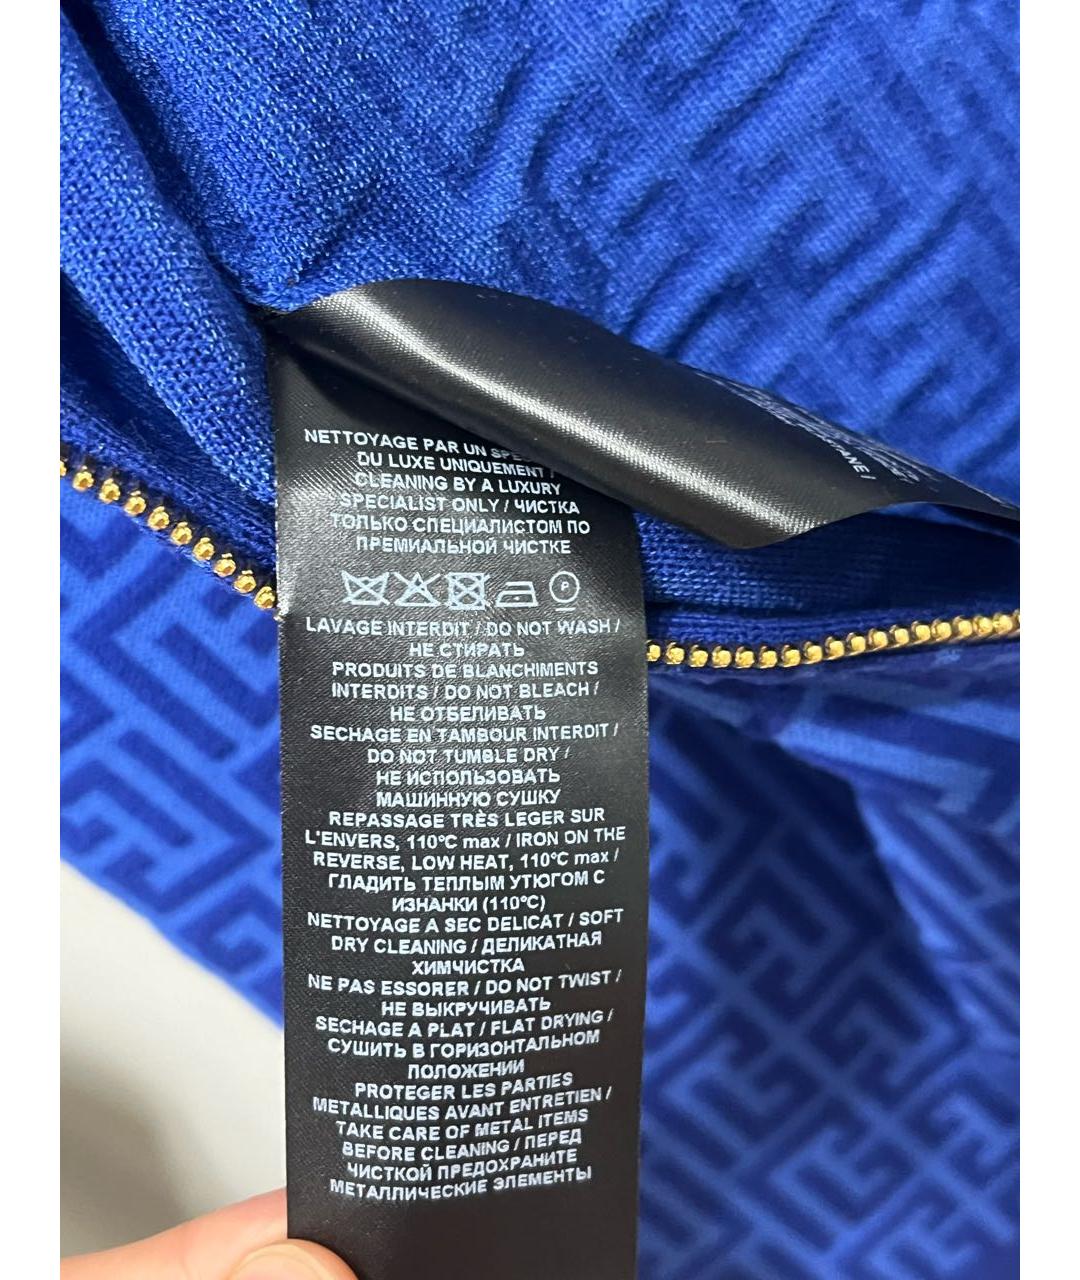 NETTOYAGE PAR UN
DU LUXE UNIQUEMENT /
CLEANING BY A LUXURY
SPECIALIST ONLY / ЧИСТКА
ТОЛЬКО СПЕЦИАЛИСТОМ ПО
ПРЕМИАЛЬНОЙ ЧИСТКЕ
P
LAVAGE INTERDIT / DO NOT WASH /
НЕ СТИРАТЬ
PRODUITS DE BLANCHIMENTS
INTERDITS / DO NOT BLEACH /
НЕ ОТБЕЛИВАТЬ
SECHAGE EN TAMBOUR INTERDIT /
DO NOT TUMBLE DRY /
НЕ ИСПОЛЬЗОВАТЬ
МАШИННУЮ СУШКУ
REPASSAGE TRÈS LEGER SUR
L'ENVERS, 110°C max / IRON ON THE
REVERSE, LOW HEAT, 110°C max /
ГЛАДИТЬ ТЕПЛЫМ УТЮГОМ С
ИЗНАНКИ (110°C)
NETTOYAGE A SEC DELICAT / SOFT
DRY CLEANING / ДЕЛИКАТНАЯ
ХИМЧИСТКА
NE PAS ESSORER / DO NOT TWIST /
НЕ ВЫКРУЧИВАТЬ
SECHAGE A PLAT / FLAT DRYING /
СУШИТЬ В ГОРИЗОНТАЛЬНОМ
ПОЛОЖЕНИИ
PROTEGER LES PARTIES
METALLIQUES AVANT ENTRETIEN /
TAKE CARE OF METAL ITEMS
BEFORE CLEANING / ПЕРЕД
ЧИСТКОЙ ПРЕДОХРАНИТЕ
МЕТАЛЛИЧЕСКИЕ ЭЛЕМЕНТЫ